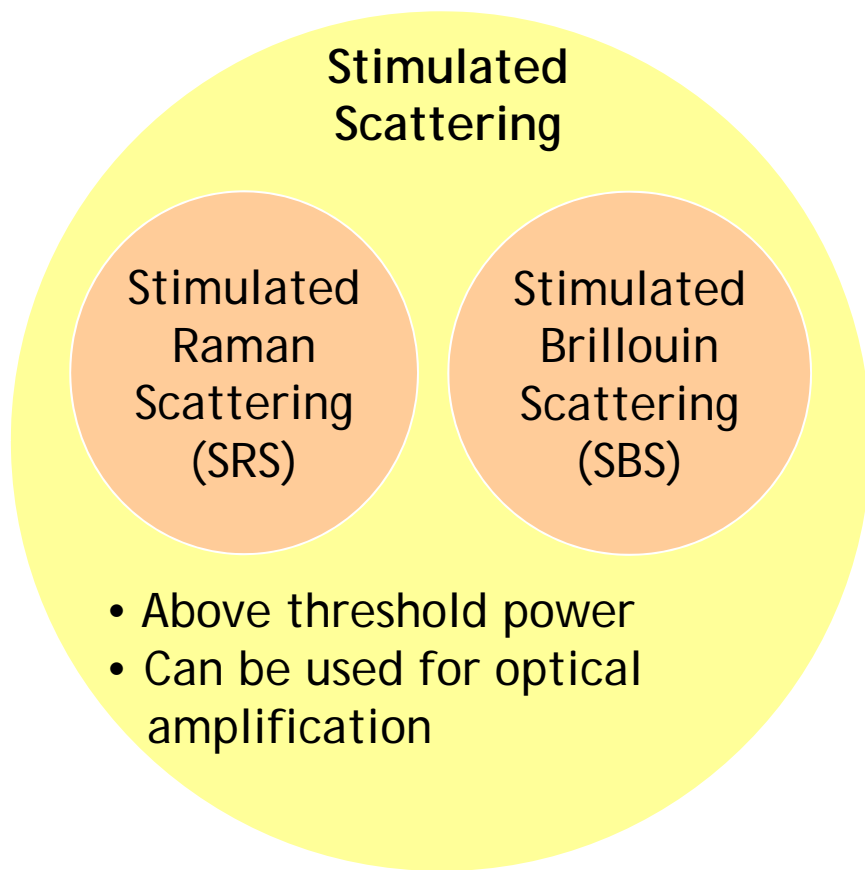 Stimulated
Scattering
Stimulated
Raman
Scattering
(SRS)
Stimulated
Brillouin
Scattering
(SBS)
• Above threshold power
• Can be used for optical
amplification